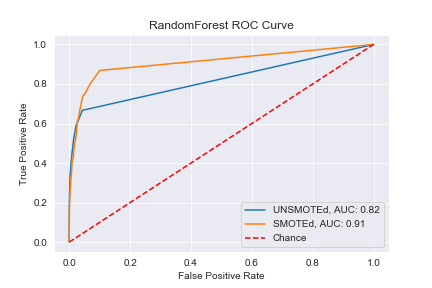 RandomForest ROC Curve
True Positive Rate
1.0
0.8
0.6
0.4
0.2
0.0
UNSMOTEd, AUC: 0.82
SMOTEd, AUC: 0.91
Chance
0.0 0.2 0.4 0.6 0.8 1.0
False Positive Rate